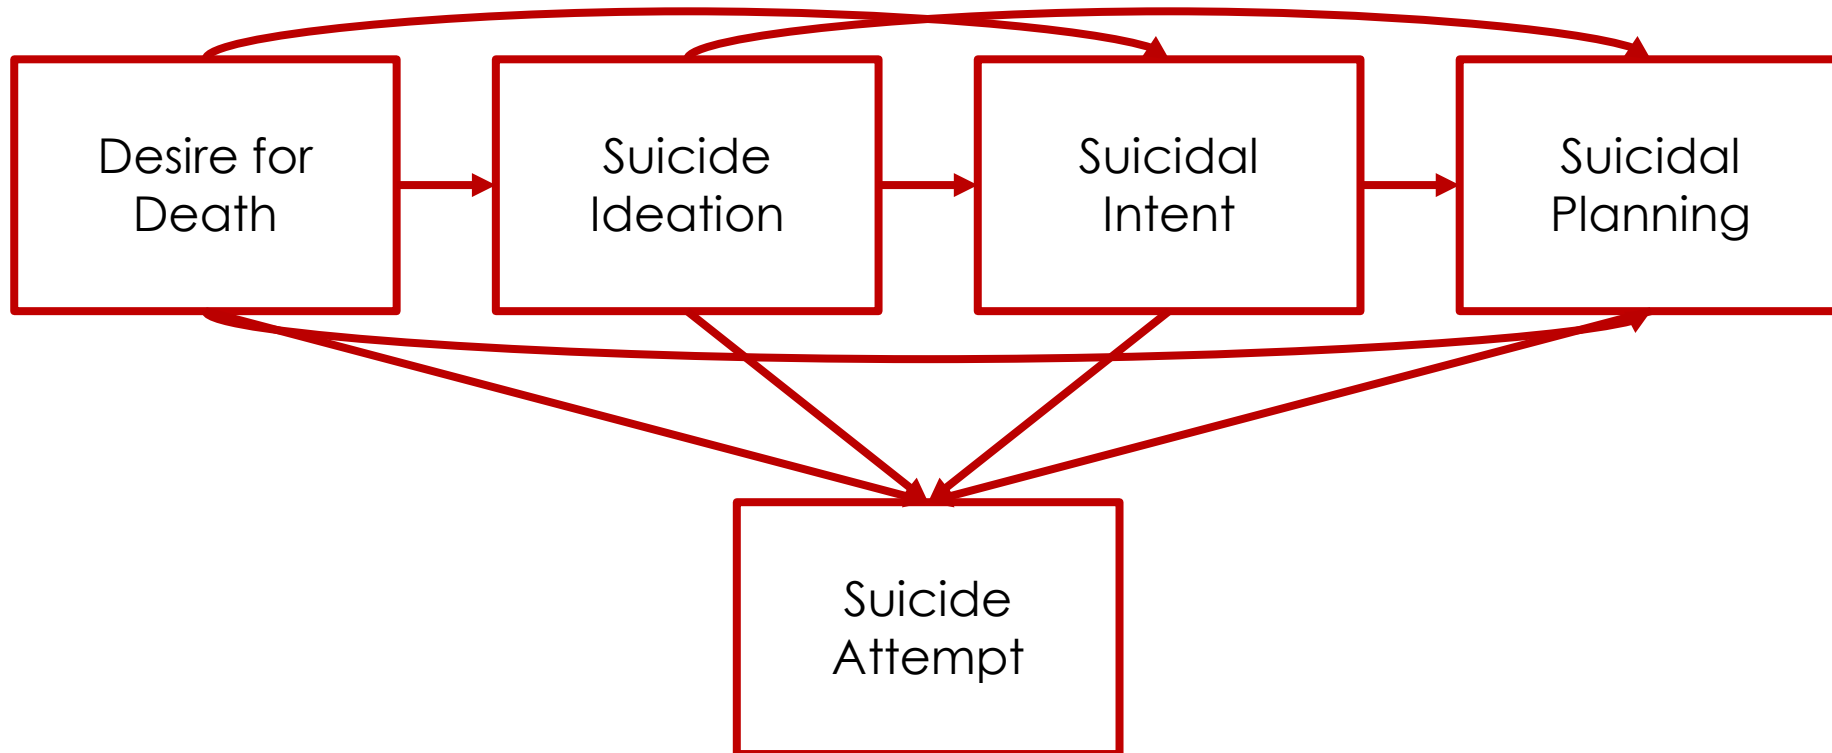 Desire for
Death
Suicide
Ideation
Suicidal
Intent
Suicidal
Planning
Suicide
Attempt